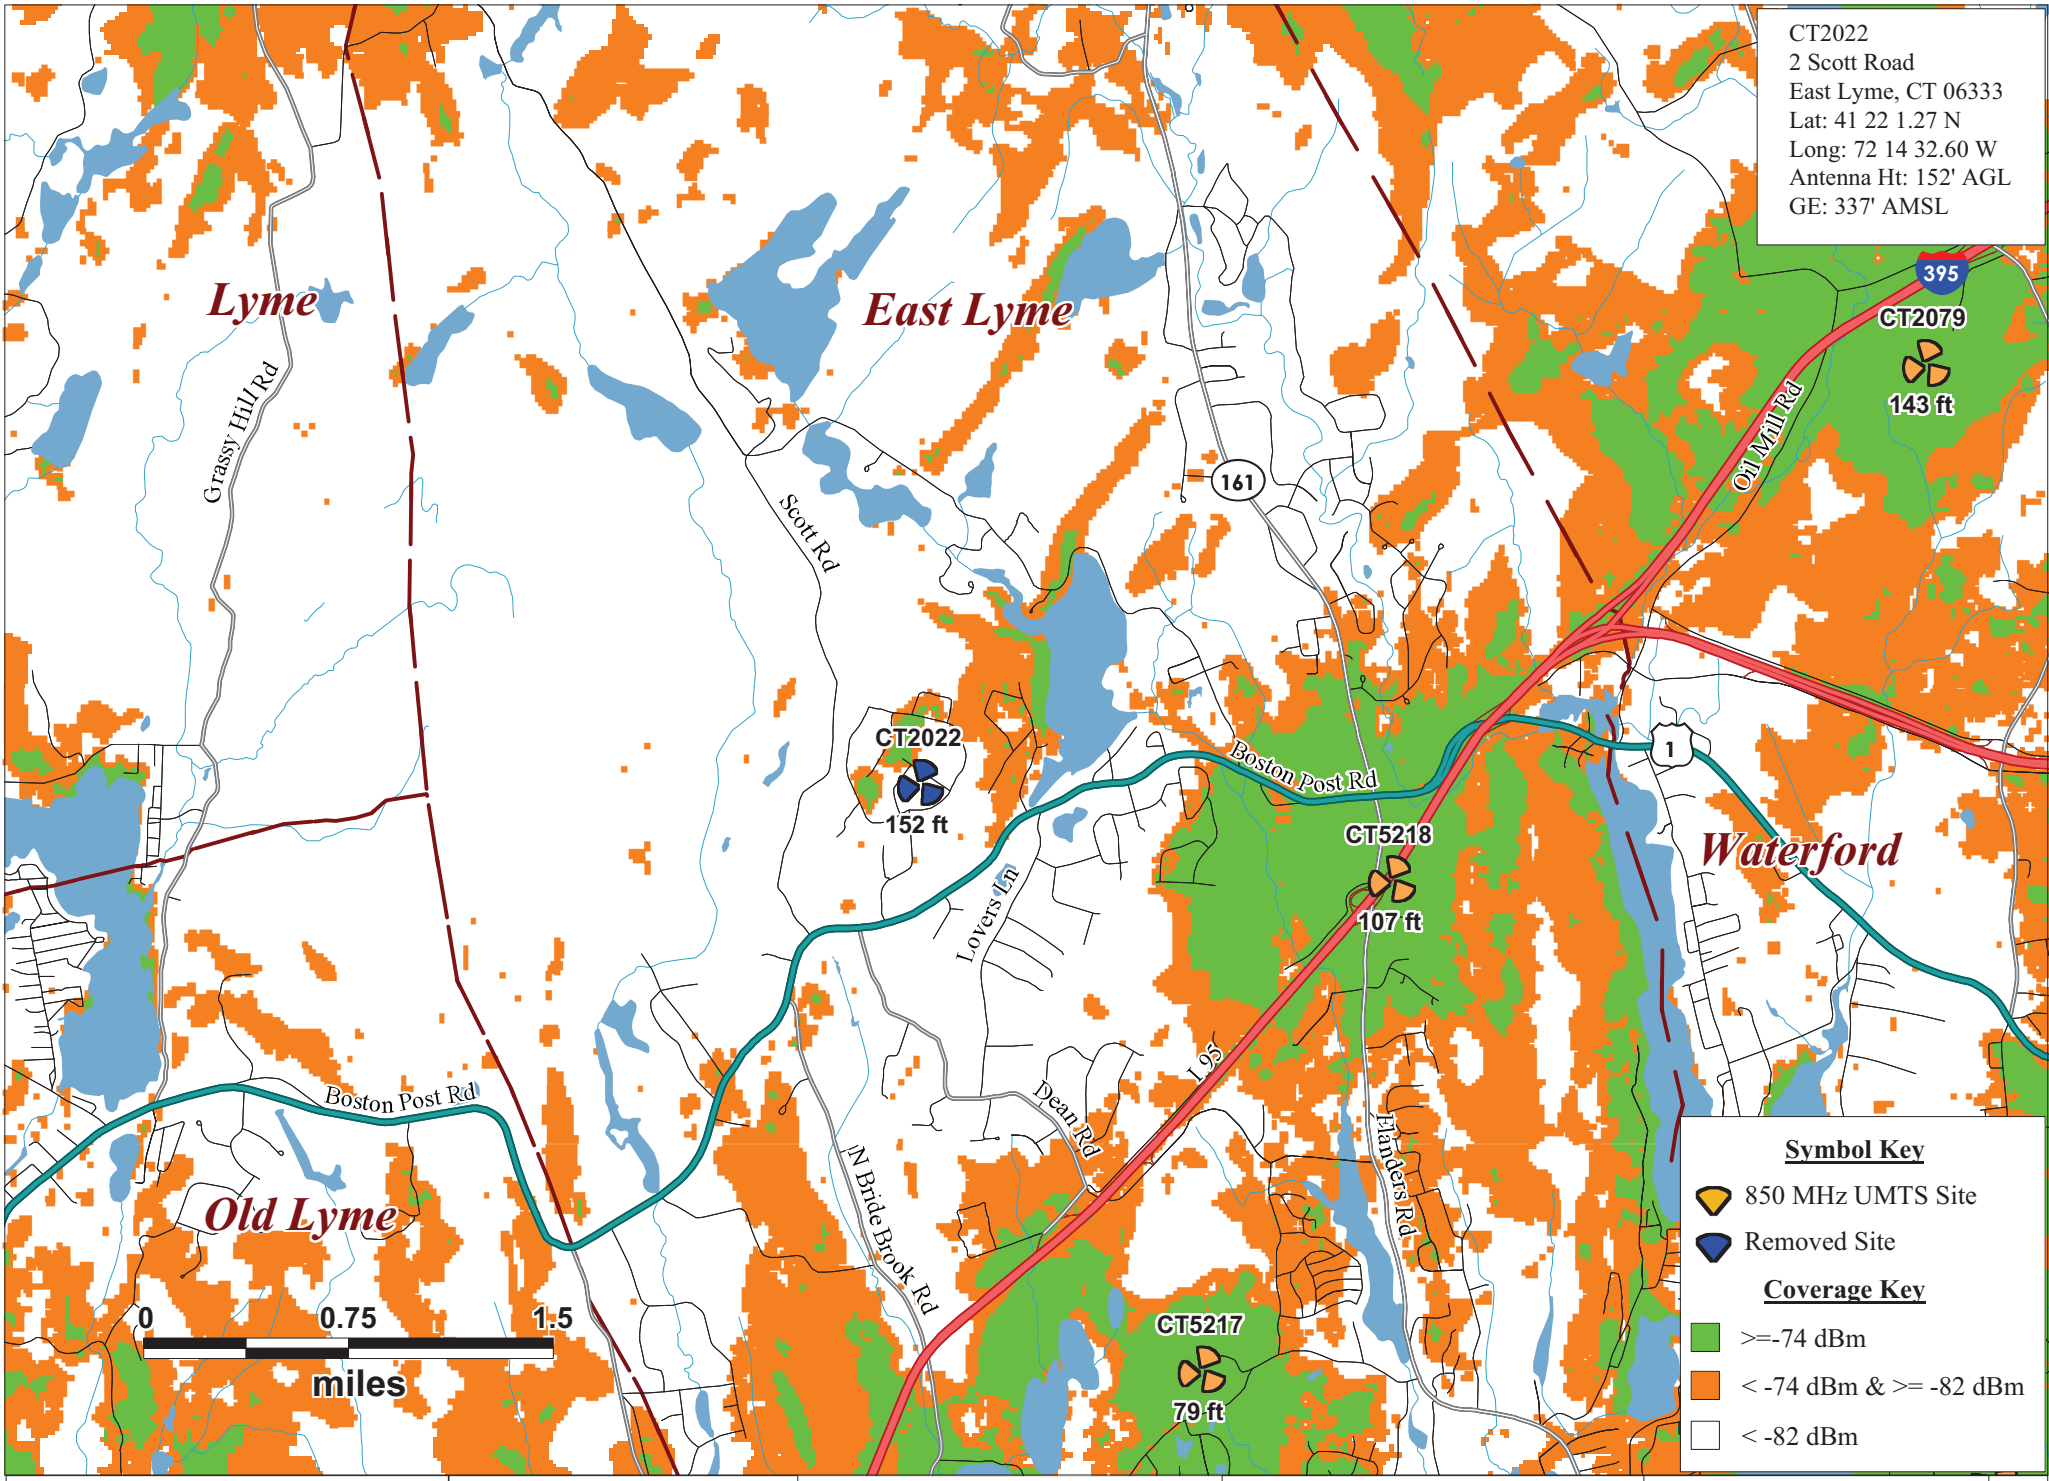 CT2022
2 Scott Road
East Lyme, CT 06333
Lat: 41 22 1.27 N
Long: 72 14 32.60 W
Antenna Ht: 152' AGL
GE: 337' AMSL
395
CT2079
143 ft
Lyme
East Lyme
Grassy Hill Rd
Oil Mill Rd
161
Scott Rd
CT2022
152 ft
Boston Post Rd
1
CT5218
107 ft
Waterford
Lovers Ln
I 95
Boston Post Rd
Dean Rd
Flanders Rd
N Bride Brook Rd
Old Lyme
0 0.75 1.5
miles
CT5217
79 ft
Symbol Key
850 MHz UMTS Site
Removed Site
Coverage Key
>=-74 dBm
< -74 dBm & >= -82 dBm
< -82 dBm